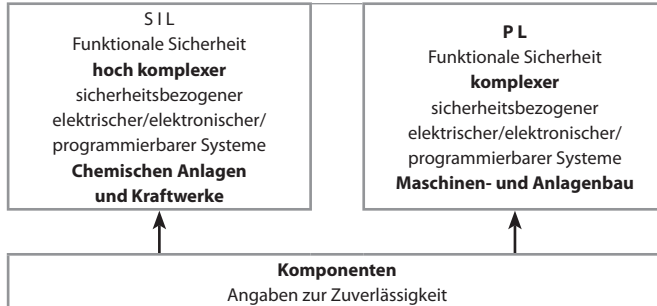 S I L
Funktionale Sicherheit
hoch komplexer
sicherheitsbezogener
elektrischer/elektronischer/
programmierbarer Systeme
Chemischen Anlagen
und Kraftwerke
P L
Funktionale Sicherheit
komplexer
sicherheitsbezogener
elektrischer/elektronischer/
programmierbarer Systeme
Maschinen- und Anlagenbau
Komponenten
Angaben zur Zuverlässigkeit